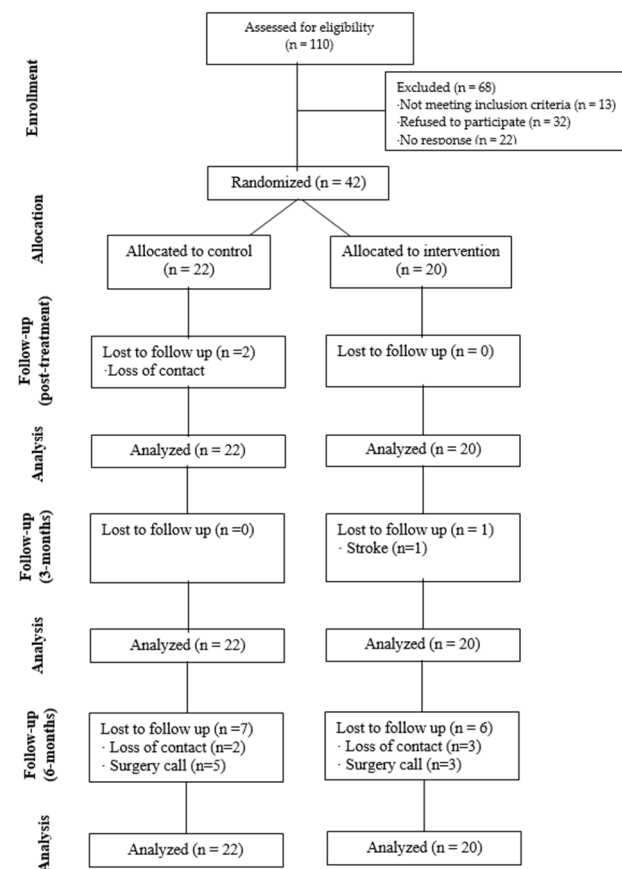 Assessed for eligibility
(n = 110)
Enrollment
Excluded (n = 68)
·Not meeting inclusion criteria (n = 13)
·Refused to participate (n = 32)
·No response (n = 22)
Randomized (n = 42)
Allocation
Allocated to control
(n = 22)
Allocated to intervention
(n = 20)
Follow-up
(post-treatment)
Lost to follow up (n =2)
·Loss of contact
Lost to follow up (n = 0)
Analysis
Analyzed (n = 22)
Analyzed (n = 20)
Follow-up
(3-months)
Lost to follow up (n =0)
Lost to follow up (n = 1)
· Stroke (n=1)
Analysis
Analyzed (n = 22)
Analyzed (n = 20)
Follow-up
(6-months)
Lost to follow up (n =7)
· Loss of contact (n=2)
· Surgery call (n=5)
Lost to follow up (n = 6)
· Loss of contact (n=3)
· Surgery call (n=3)
Analysis
Analyzed (n = 22)
Analyzed (n = 20)